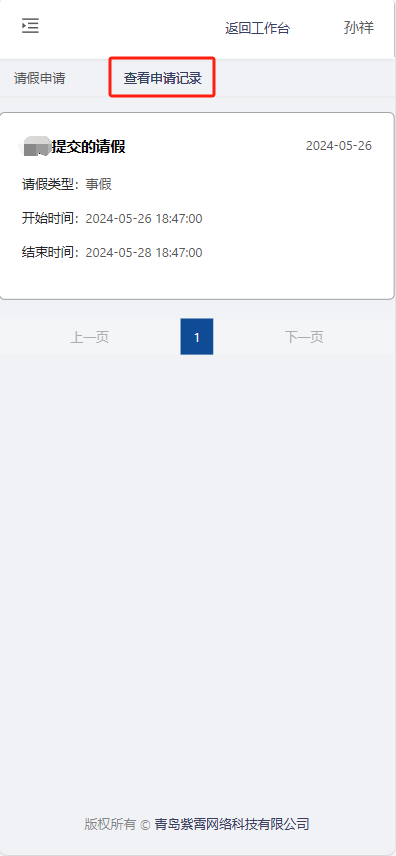 返回工作台 孙祥
请假申请 查看申请记录
提交的请假 2024-05-26
请假类型：事假
开始时间：2024-05-26 18:47:00
结束时间：2024-05-28 18:47:00
上一页 1 下一页
版权所有 © 青岛紫霄网络科技有限公司